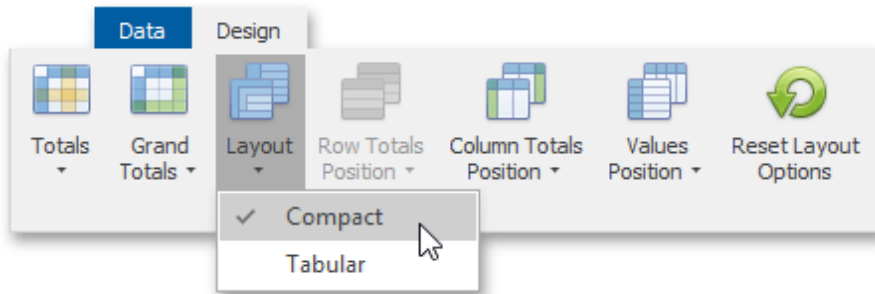 Data Design
Totals
Grand
Totals
Layout
Row Totals
Position
Column Totals
Position
Values
Position
Reset Layout
Options
Compact
Tabular